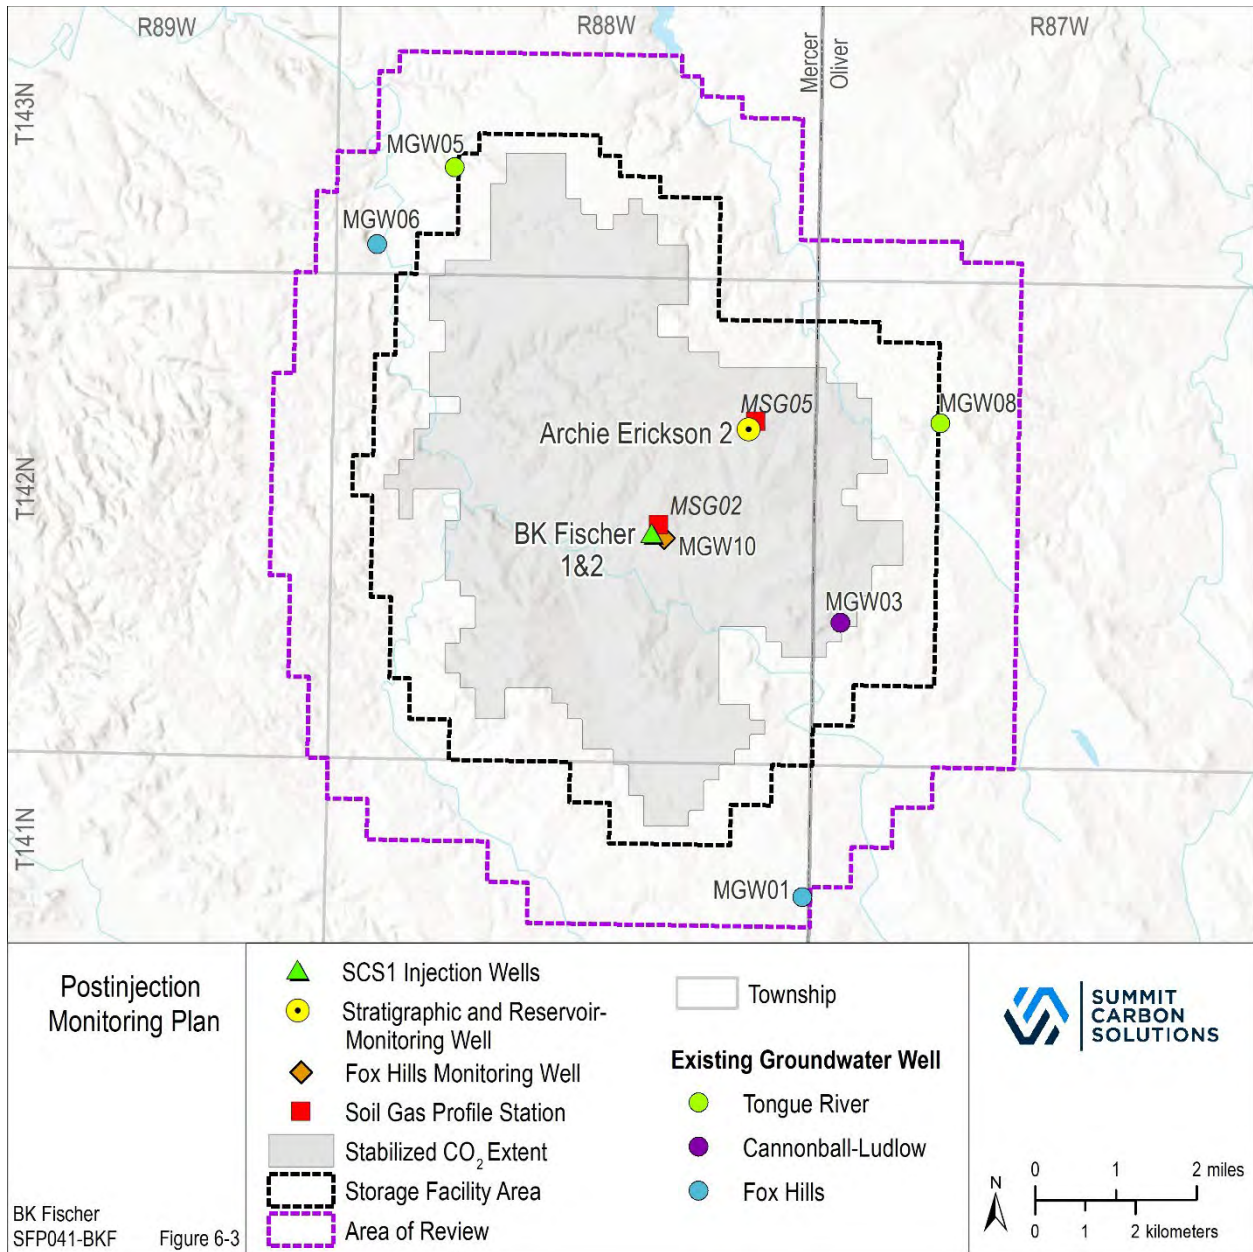 R89W
R88W
R87W
Mercer
Oliver
T143N
MGW05
MGW06
MSG05
MGW08
Archie Erickson 2
T142N
MSG02
BK Fischer
1&2
MGW10
MGW03
T141N
MGW01
Postinjection
Monitoring Plan
BK Fischer
SFP041-BKF
Figure 6-3
SCS1 Injection Wells
Stratigraphic and Reservoir-
Monitoring Well
Fox Hills Monitoring Well
Soil Gas Profile Station
Stabilized CO₂ Extent
Storage Facility Area
Area of Review
Township
Existing Groundwater Well
Tongue River
Cannonball-Ludlow
Fox Hills
SUMMIT
CARBON
SOLUTIONS
N
0 1 2 miles
0 1 2 kilometers